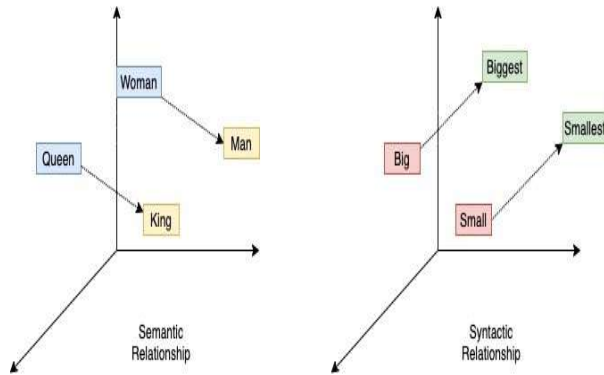 Woman
Man
Queen
King
Semantic
Relationship
Biggest
Smallest
Big
Small
Syntactic
Relationship